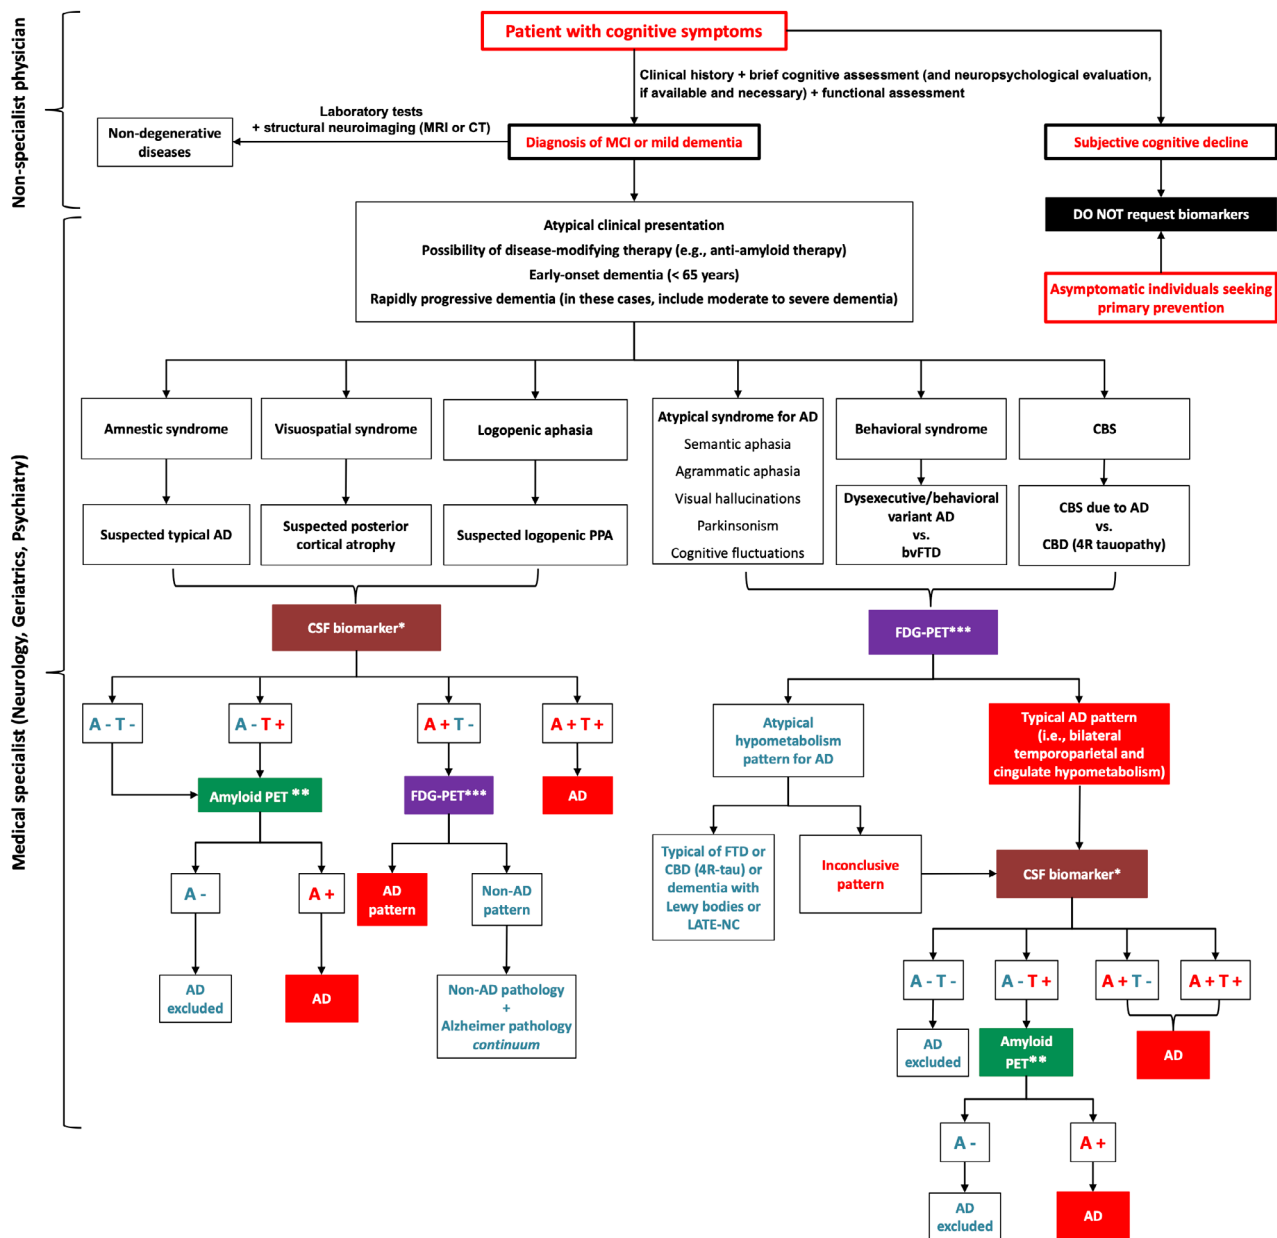 Non-specialist physician
Patient with cognitive symptoms
Clinical history + brief cognitive assessment (and neuropsychological evaluation,
if available and necessary) + functional assessment
Laboratory tests
+ structural neuroimaging (MRI or CT)
Non-degenerative
diseases
Diagnosis of MCI or mild dementia
Subjective cognitive decline
DO NOT request biomarkers
Asymptomatic individuals seeking
primary prevention
Medical specialist (Neurology, Geriatrics, Psychiatry)
Atypical clinical presentation
Possibility of disease-modifying therapy (e.g., anti-amyloid therapy)
Early-onset dementia (< 65 years)
Rapidly progressive dementia (in these cases, include moderate to severe dementia)
Amnestic syndrome
Visuospatial syndrome
Logopenic aphasia
Atypical syndrome for AD
Semantic aphasia
Agrammatic aphasia
Visual hallucinations
Parkinsonism
Cognitive fluctuations
Behavioral syndrome
CBS
Suspected typical AD
Suspected posterior
cortical atrophy
Suspected logopenic PPA
Dysexecutive/behavioral
variant AD
vs.
bvFTD
CBS due to AD
vs.
CBD (4R tauopathy)
CSF biomarker*
FDG-PET***
A - T -
A - T +
A + T -
A + T +
Amyloid PET **
FDG-PET***
AD
A -
A +
AD
pattern
Non-AD
pattern
AD
excluded
AD
Non-AD pathology
+
Alzheimer pathology
continuum
Atypical
hypometabolism
pattern for AD
Typical AD pattern
(i.e., bilateral
temporoparietal and
cingulate hypometabolism)
Typical of FTD or
CBD (4R-tau) or
dementia with
Lewy bodies or
LATE-NC
Inconclusive
pattern
CSF biomarker*
A - T -
A - T +
A + T -
A + T +
AD
excluded
Amyloid
PET**
AD
A -
A +
AD
excluded
AD